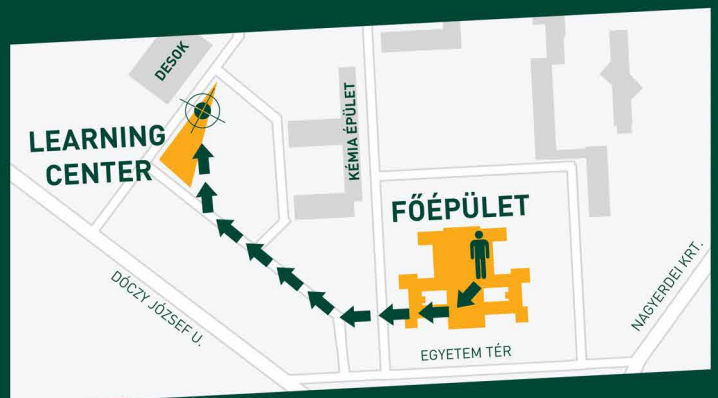 DESOK
LEARNING
CENTER
KÉMIA ÉPÜLET
FŐÉPÜLET
DÓCZY JÓZSEF U.
NAGYERDEI KRT.
EGYETEM TÉR